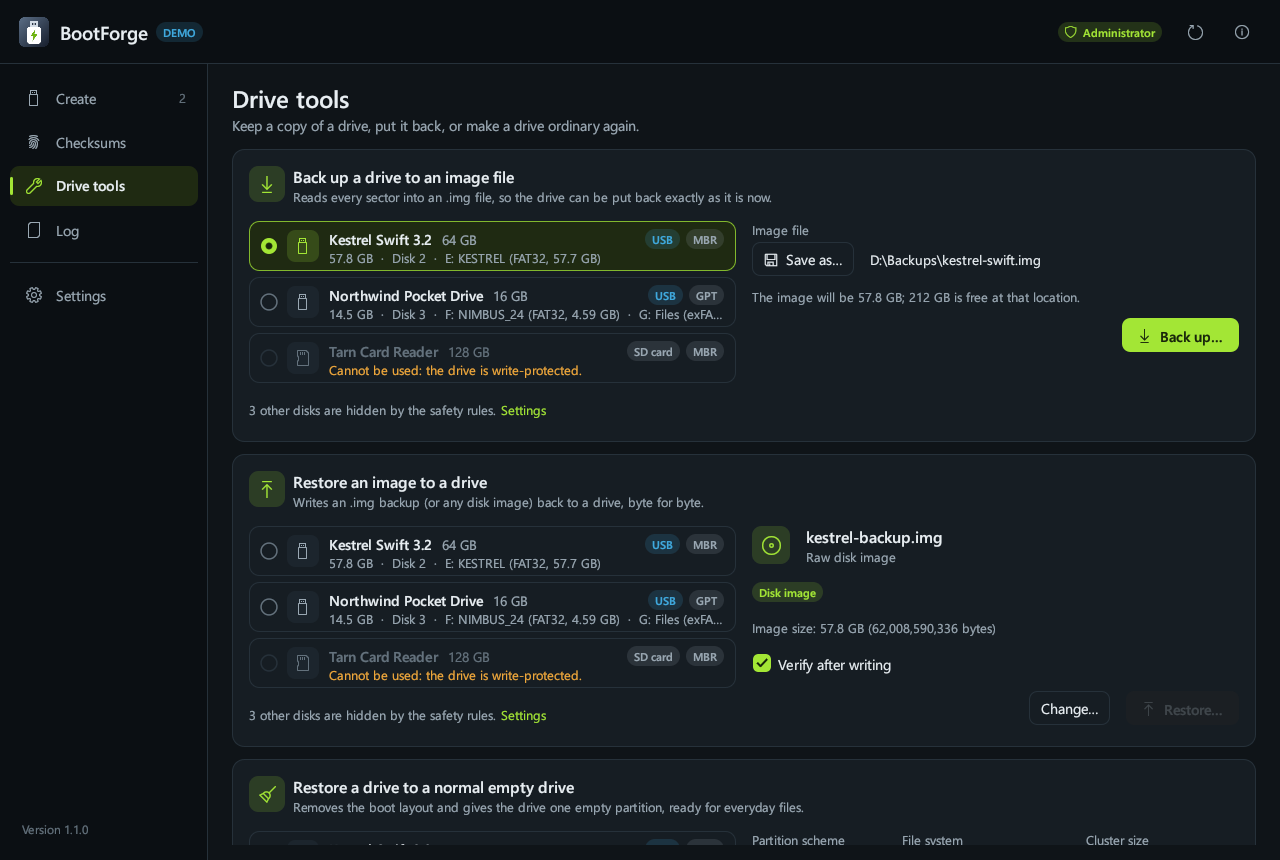 BootForge DEMO
Administrator
Create 2
Checksums
Drive tools
Log
Settings
Version 1.1.0
Drive tools
Keep a copy of a drive, put it back, or make a drive ordinary again.
Back up a drive to an image file
Reads every sector into an .img file, so the drive can be put back exactly as it is now.
Kestrel Swift 3.2 64 GB USB MBR
57.8 GB · Disk 2 · E: KESTREL (FAT32, 57.7 GB)
Northwind Pocket Drive 16 GB USB GPT
14.5 GB · Disk 3 · F: NIMBUS_24 (FAT32, 4.59 GB) · G: Files (exFA...
Tarn Card Reader 128 GB SD card MBR
Cannot be used: the drive is write-protected.
3 other disks are hidden by the safety rules. Settings
Image file
Save as... D:\Backups\kestrel-swift.img
The image will be 57.8 GB; 212 GB is free at that location.
Back up...
Restore an image to a drive
Writes an .img backup (or any disk image) back to a drive, byte for byte.
Kestrel Swift 3.2 64 GB USB MBR
57.8 GB · Disk 2 · E: KESTREL (FAT32, 57.7 GB)
Northwind Pocket Drive 16 GB USB GPT
14.5 GB · Disk 3 · F: NIMBUS_24 (FAT32, 4.59 GB) · G: Files (exFA...
Tarn Card Reader 128 GB SD card MBR
Cannot be used: the drive is write-protected.
3 other disks are hidden by the safety rules. Settings
kestrel-backup.img
Raw disk image
Disk image
Image size: 57.8 GB (62,008,590,336 bytes)
Verify after writing
Change... Restore...
Restore a drive to a normal empty drive
Removes the boot layout and gives the drive one empty partition, ready for everyday files.
Partition scheme File system Cluster size